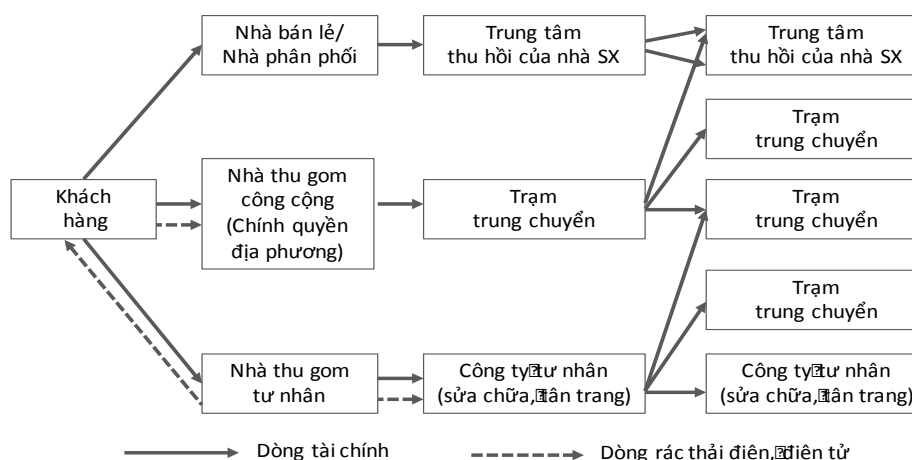 Nhà bán lẻ/
Nhà phân phối
Trung tâm
thu hồi của nhà SX
Trung tâm
thu hồi của nhà SX
Trạm
trung chuyển
Khách
hàng
Nhà thu gom
công cộng
(Chính quyền
địa phương)
Trạm
trung chuyển
Trạm
trung chuyển
Trạm
trung chuyển
Nhà thu gom
tư nhân
Công ty tư nhân
(sửa chữa, tân trang)
Công ty tư nhân
(sửa chữa, tân trang)
Dòng tài chính
Dòng rác thải điện, điện tử